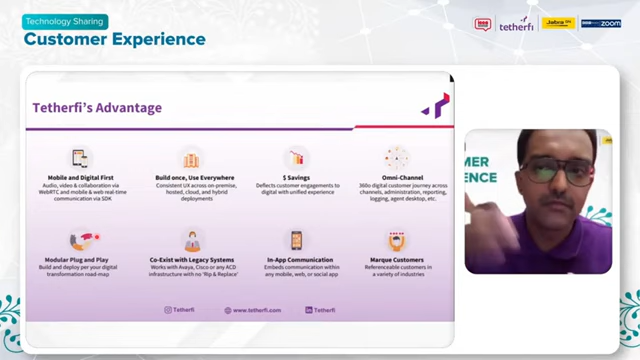 Technology Sharing
Customer Experience
tetherfi
Jabra
zoom
Tetherfi's Advantage
Mobile and Digital First
Audio, video & collaboration via
WebRTC and mobile & web real-time
communication via SDK
Build once, Use Everywhere
Consistent UX across on-premise,
hosted, cloud, and hybrid
deployments
$ Savings
Deflects customer engagements to
digital with unified experience
Omni-Channel
360o digital customer journey across
channels, administration, reporting,
logging, agent desktop, etc.
Modular Plug and Play
Build and deploy per your digital
transformation road-map
Co-Exist with Legacy Systems
Works with Avaya, Cisco or any ACD
infrastructure with no 'Rip & Replace'
In-App Communication
Embeds communication within
any mobile, web, or social app
Marque Customers
Referenceable customers in
a variety of industries
Tetherfi
www.tetherfi.com
Tetherfi
MER
ENCE